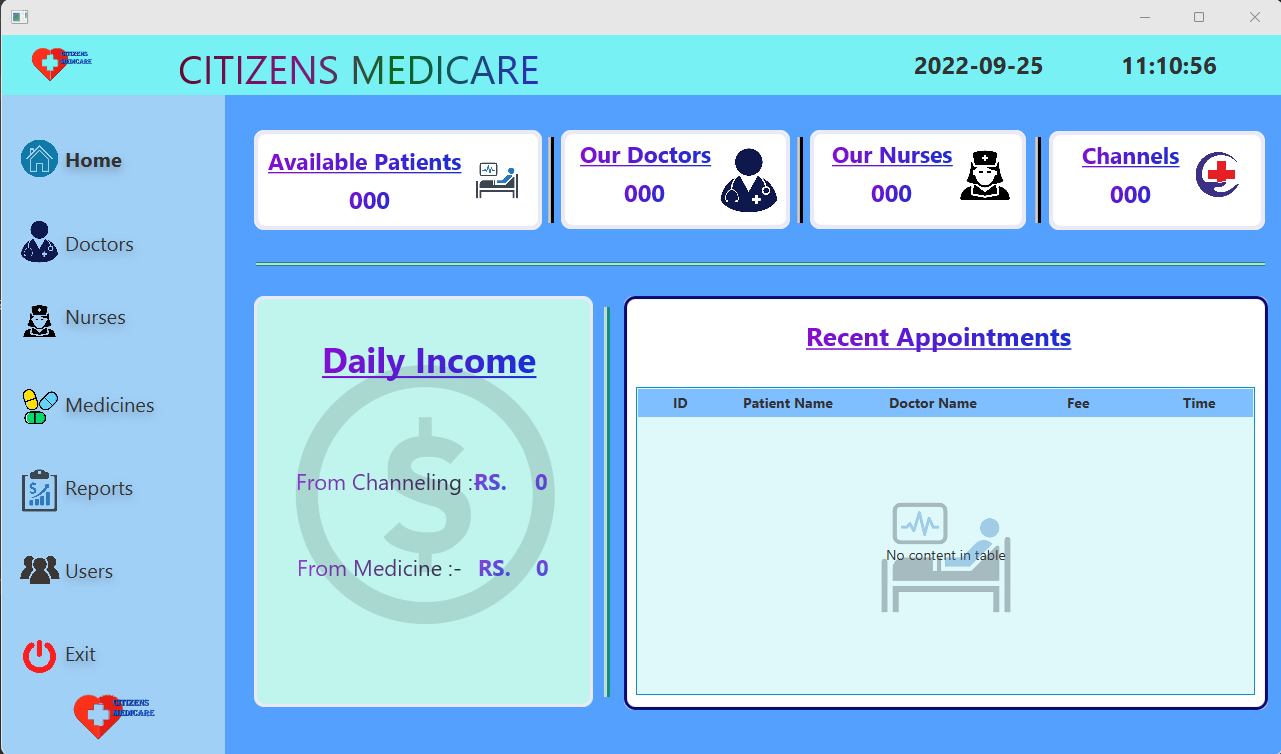 CITIZENS
MEDICARE
CITIZENS MEDICARE
2022-09-25
11:10:56
Home
Doctors
Nurses
Medicines
Reports
Users
Exit
CITIZENS
MEDICARE
Available Patients
000
Our Doctors
000
Our Nurses
000
Channels
000
Daily Income
From Channeling :-RS. 0
From Medicine :- RS. 0
Recent Appointments
ID Patient Name Doctor Name Fee Time
No content in table